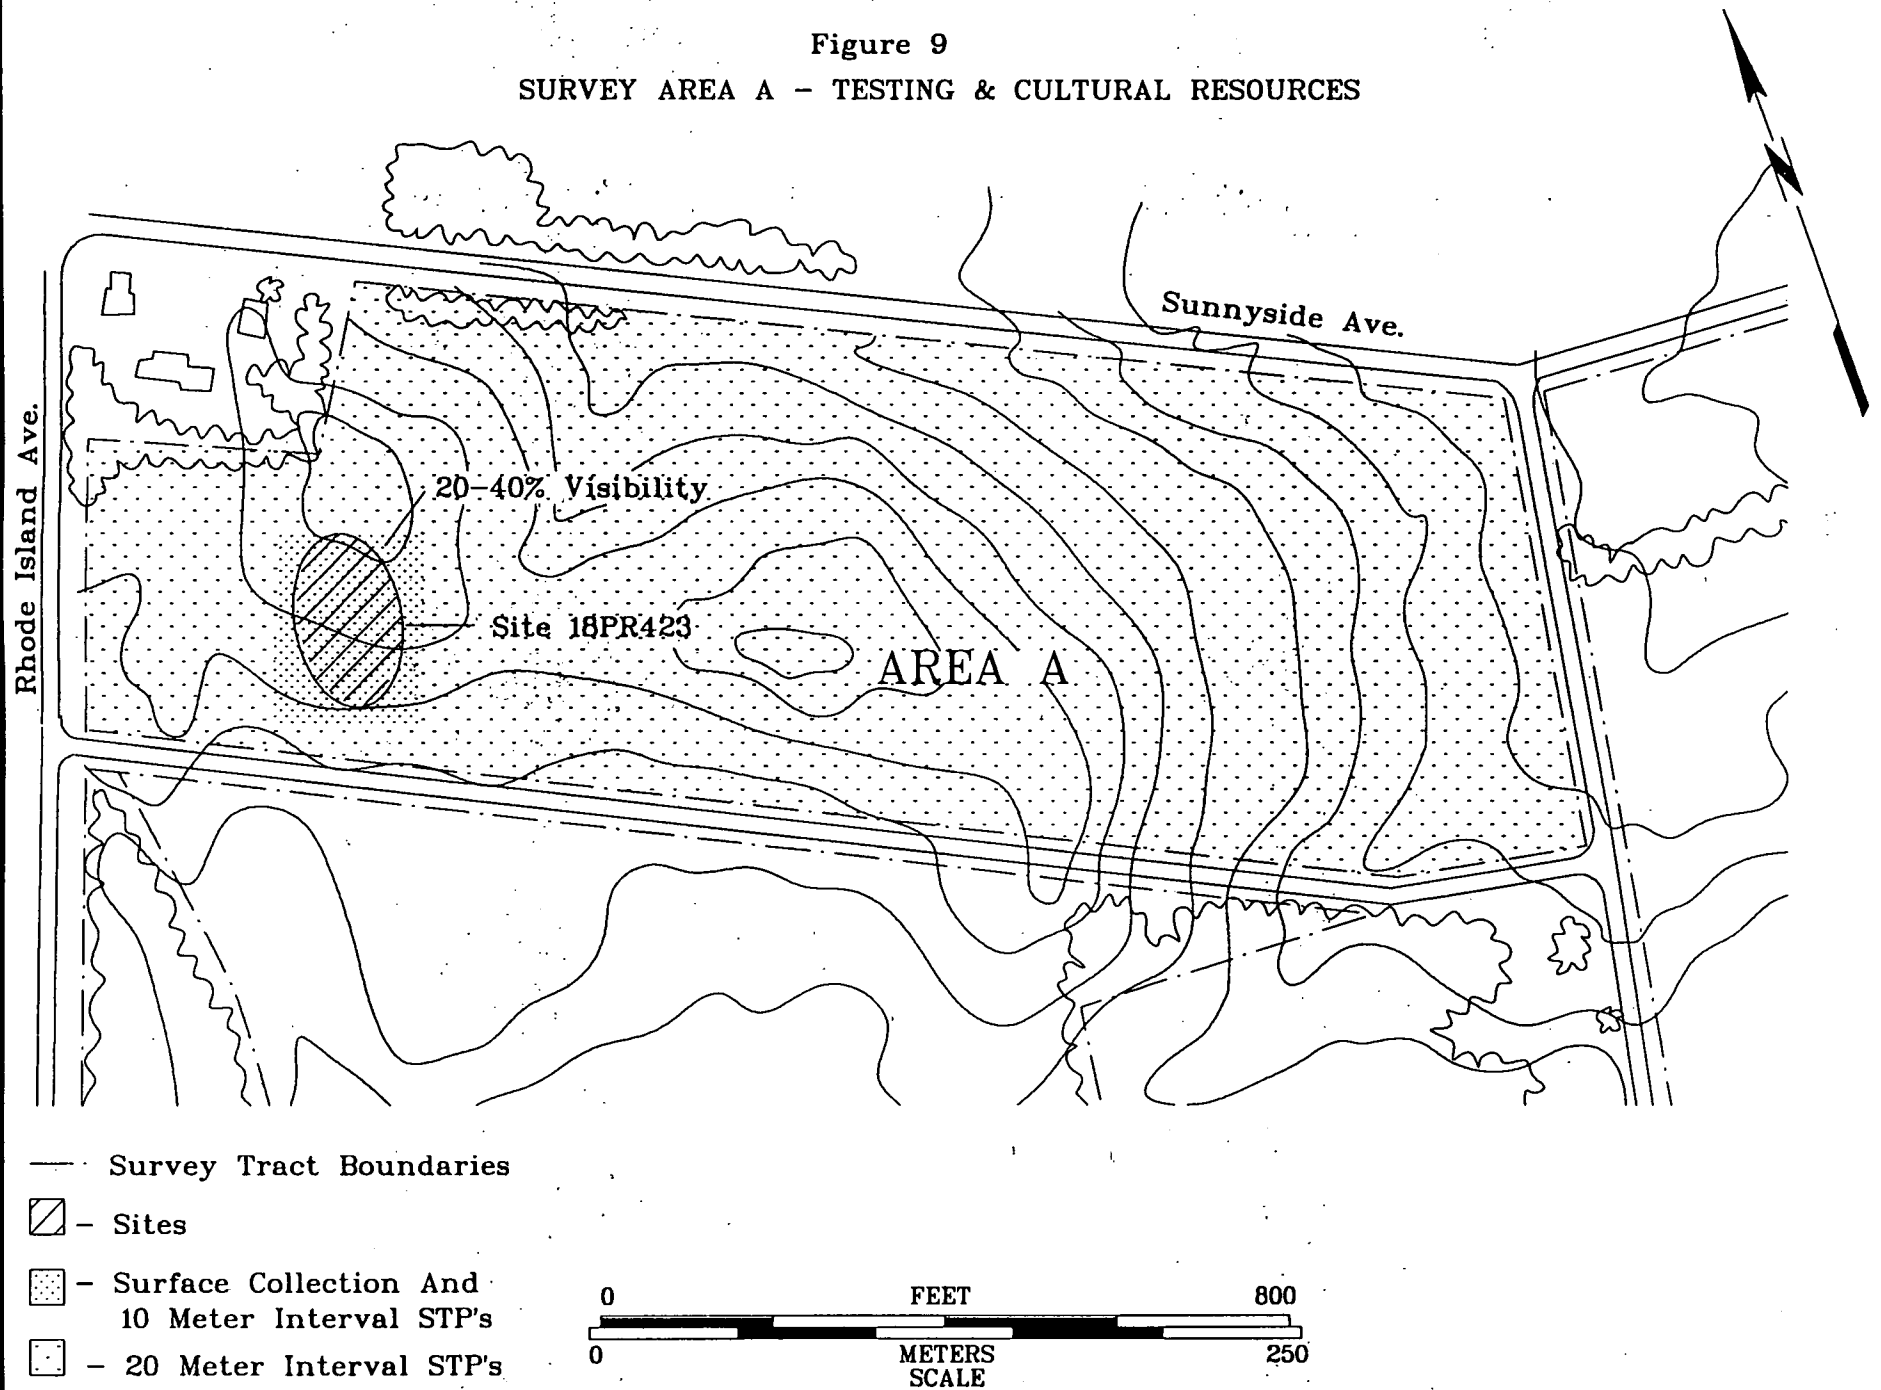 Figure 9
SURVEY AREA A - TESTING & CULTURAL RESOURCES
Sunnyside Ave.
Rhode Island Ave.
20-40% Visibility
Site 18PR423
AREA A
N
Survey Tract Boundaries
- Sites
- Surface Collection And
10 Meter Interval STP's
- 20 Meter Interval STP's
0 FEET 800
0 METERS 250
SCALE